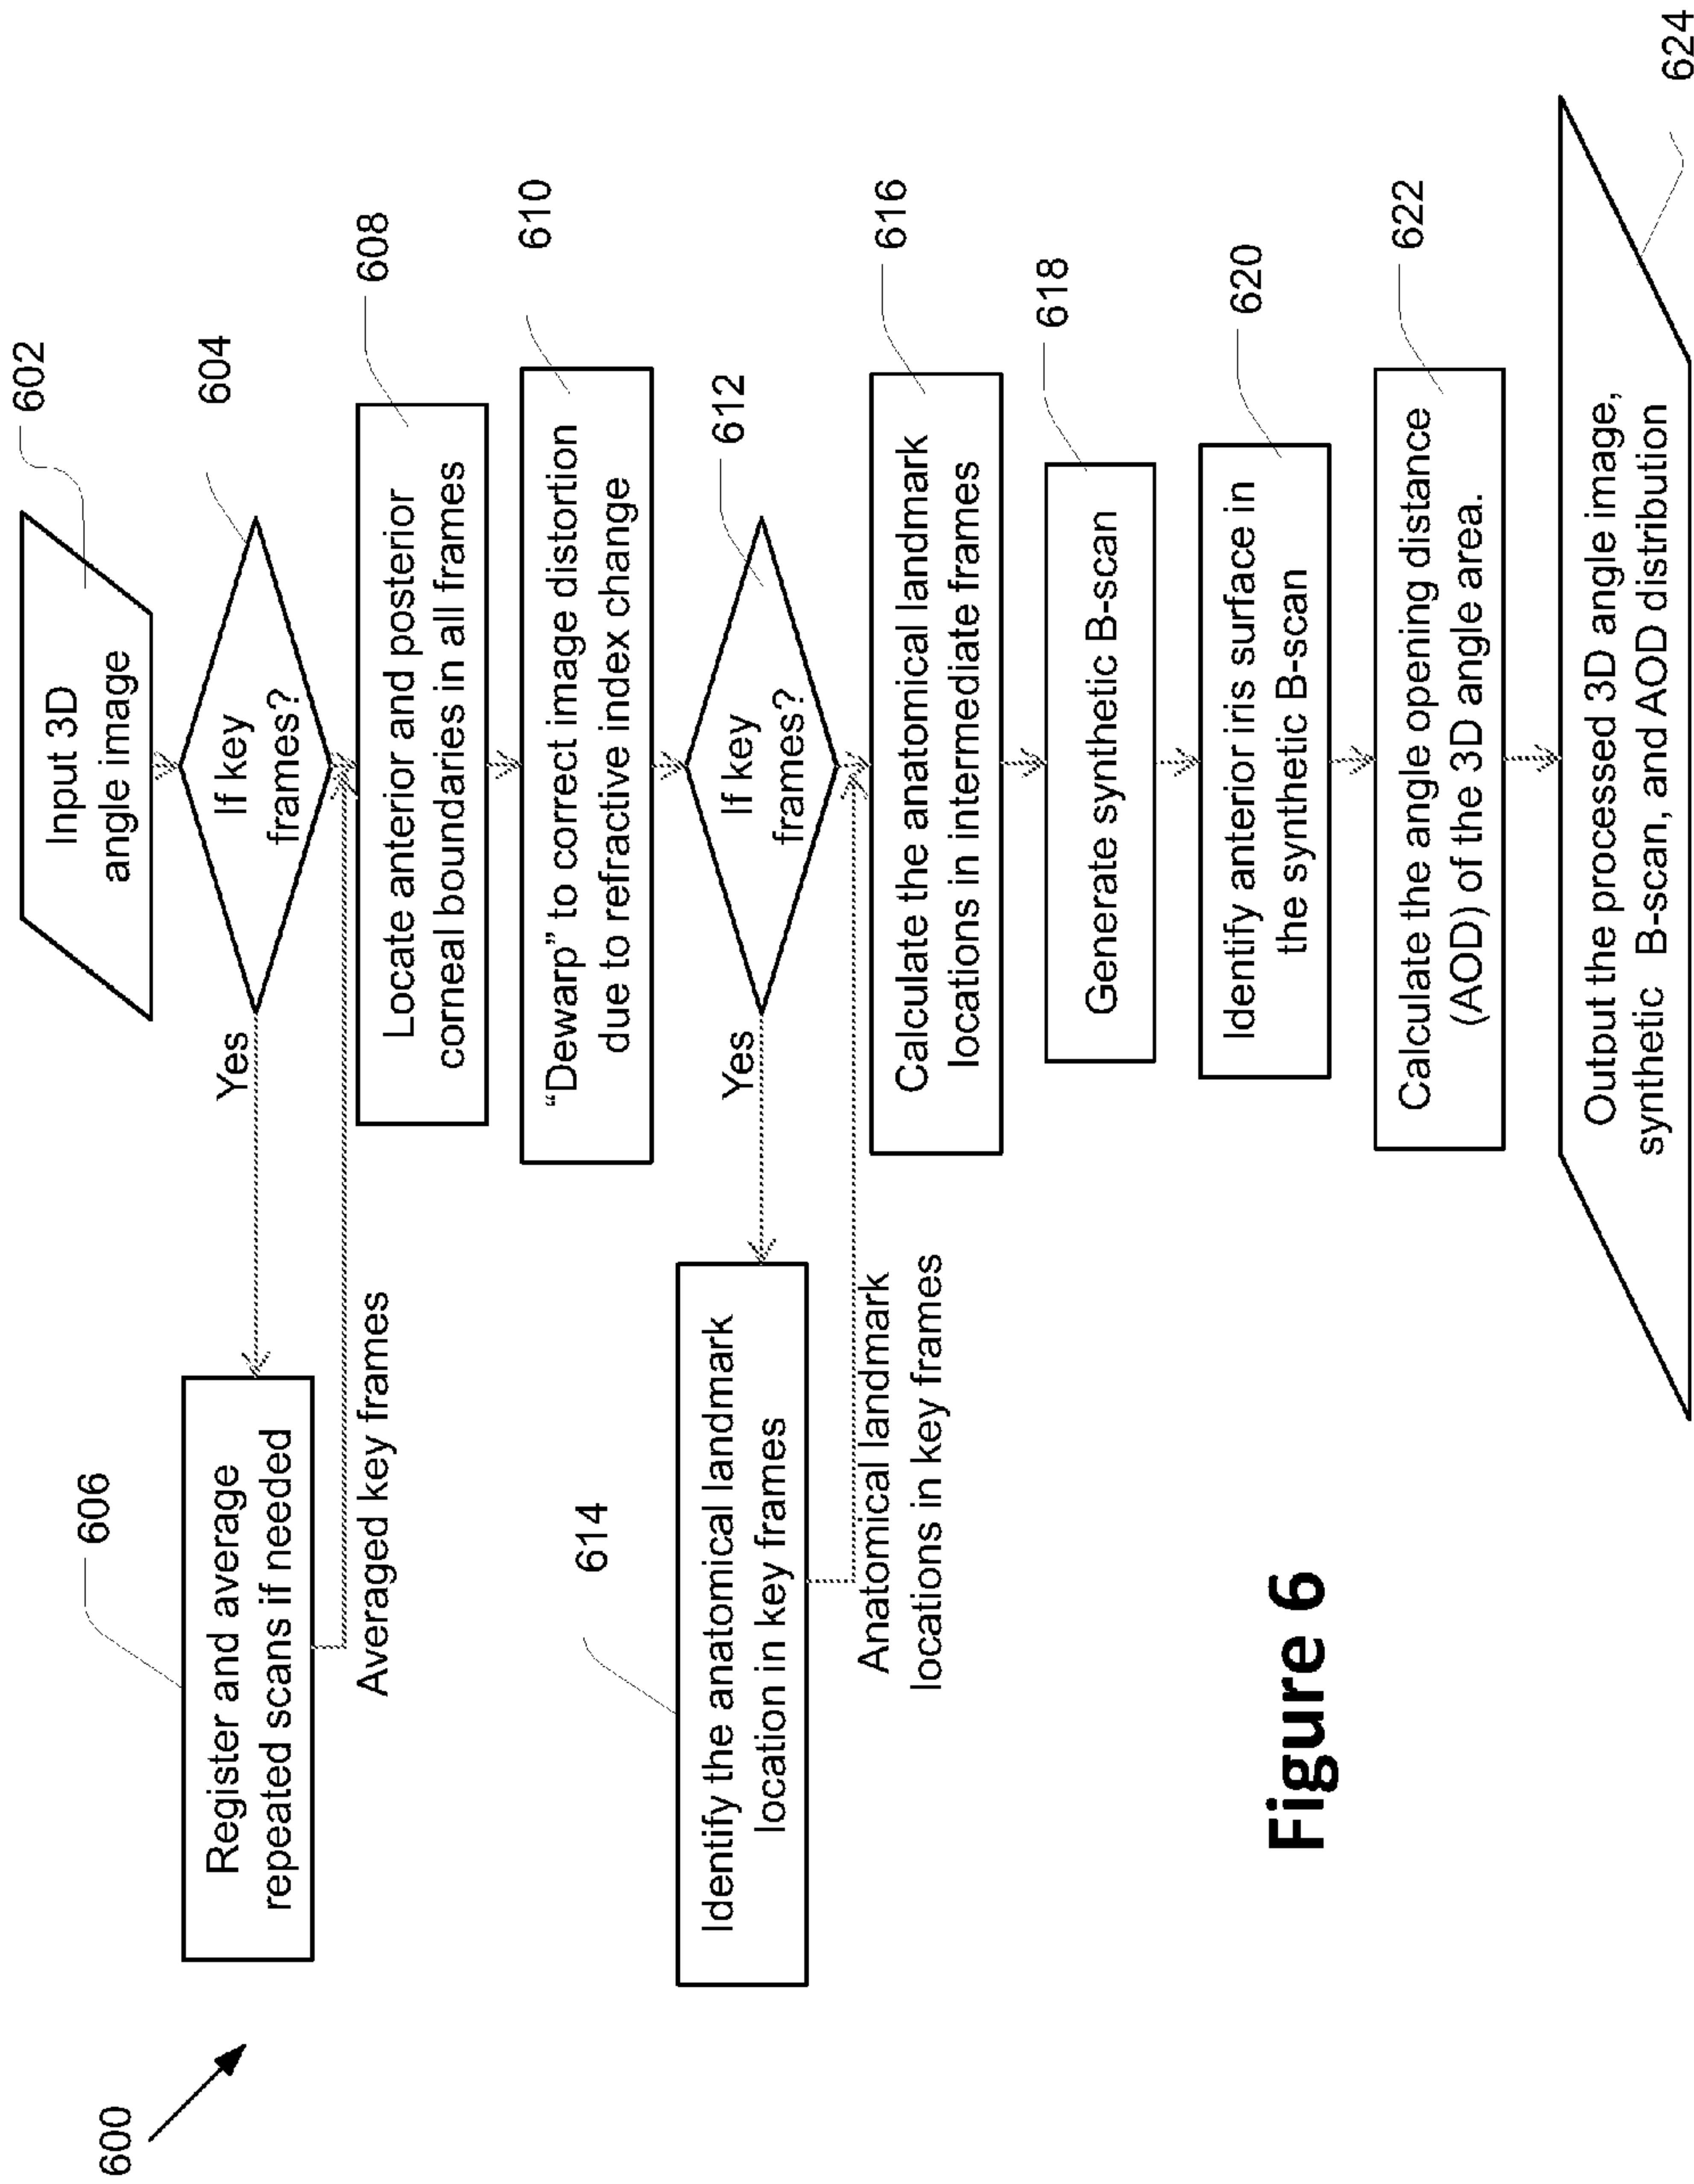 600
Input 3D
angle image
602
If key
frames?
604
Yes
Register and average
repeated scans if needed
606
Averaged key frames
Locate anterior and posterior
corneal boundaries in all frames
608
“Dewarp” to correct image distortion
due to refractive index change
610
If key
frames?
612
Yes
Identify the anatomical landmark
location in key frames
614
Anatomical landmark
locations in key frames
Calculate the anatomical landmark
locations in intermediate frames
616
Generate synthetic B-scan
618
Identify anterior iris surface in
the synthetic B-scan
620
Calculate the angle opening distance
(AOD) of the 3D angle area.
622
Output the processed 3D angle image,
synthetic B-scan, and AOD distribution
624
Figure 6